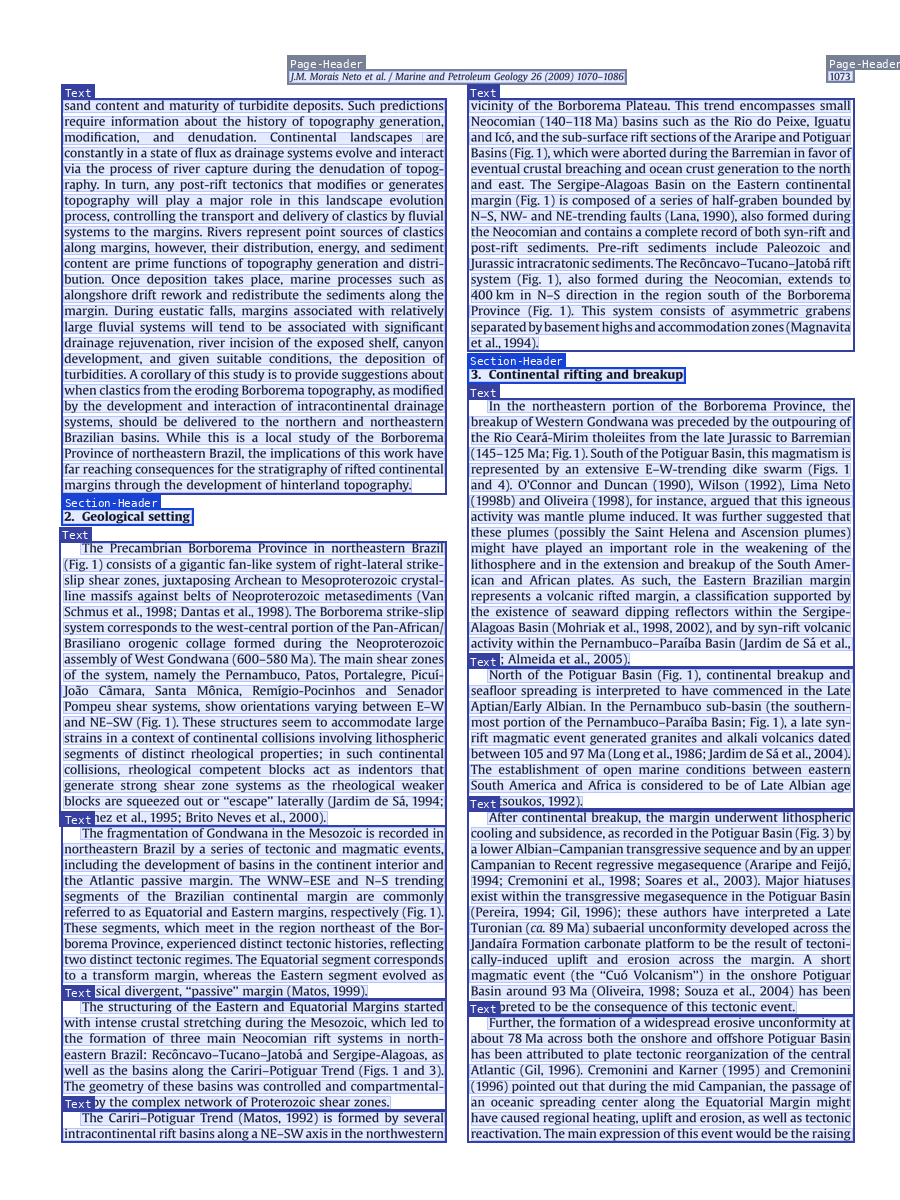 Page-Header
Page-Header
J.M. Morais Neto et al. / Marine and Petroleum Geology 26 (2009) 1070–1086
1073
Text
sand content and maturity of turbidite deposits. Such predictions
require information about the history of topography generation,
modification, and denudation. Continental landscapes are
constantly in a state of flux as drainage systems evolve and interact
via the process of river capture during the denudation of topog-
raphy. In turn, any post-rift tectonics that modifies or generates
topography will play a major role in this landscape evolution
process, controlling the transport and delivery of clastics by fluvial
systems to the margins. Rivers represent point sources of clastics
along margins, however, their distribution, energy, and sediment
content are prime functions of topography generation and distri-
bution. Once deposition takes place, marine processes such as
alongshore drift rework and redistribute the sediments along the
margin. During eustatic falls, margins associated with relatively
large fluvial systems will tend to be associated with significant
drainage rejuvenation, river incision of the exposed shelf, canyon
development, and given suitable conditions, the deposition of
turbidities. A corollary of this study is to provide suggestions about
when clastics from the eroding Borborema topography, as modified
by the development and interaction of intracontinental drainage
systems, should be delivered to the northern and northeastern
Brazilian basins. While this is a local study of the Borborema
Province of northeastern Brazil, the implications of this work have
far reaching consequences for the stratigraphy of rifted continental
margins through the development of hinterland topography.
Section-Header
2. Geological setting
Text
The Precambrian Borborema Province in northeastern Brazil
(Fig. 1) consists of a gigantic fan-like system of right-lateral strike-
slip shear zones, juxtaposing Archean to Mesoproterozoic crystal-
line massifs against belts of Neoproterozoic metasediments (Van
Schmus et al., 1998; Dantas et al., 1998). The Borborema strike-slip
system corresponds to the west-central portion of the Pan-African/
Brasiliano orogenic collage formed during the Neoproterozoic
assembly of West Gondwana (600–580 Ma). The main shear zones
of the system, namely the Pernambuco, Patos, Portalegre, Picuí-
João Câmara, Santa Mônica, Remígio-Pocinhos and Senador
Pompeu shear systems, show orientations varying between E–W
and NE–SW (Fig. 1). These structures seem to accommodate large
strains in a context of continental collisions involving lithospheric
segments of distinct rheological properties; in such continental
collisions, rheological competent blocks act as indentors that
generate strong shear zone systems as the rheological weaker
blocks are squeezed out or “escape” laterally (Jardim de Sá, 1994;
Text
nez et al., 1995; Brito Neves et al., 2000).
The fragmentation of Gondwana in the Mesozoic is recorded in
northeastern Brazil by a series of tectonic and magmatic events,
including the development of basins in the continent interior and
the Atlantic passive margin. The WNW–ESE and N–S trending
segments of the Brazilian continental margin are commonly
referred to as Equatorial and Eastern margins, respectively (Fig. 1).
These segments, which meet in the region northeast of the Bor-
borema Province, experienced distinct tectonic histories, reflecting
two distinct tectonic regimes. The Equatorial segment corresponds
to a transform margin, whereas the Eastern segment evolved as
Text
sical divergent, “passive” margin (Matos, 1999).
The structuring of the Eastern and Equatorial Margins started
with intense crustal stretching during the Mesozoic, which led to
the formation of three main Neocomian rift systems in north-
eastern Brazil: Recôncavo–Tucano–Jatobá and Sergipe-Alagoas, as
well as the basins along the Cariri–Potiguar Trend (Figs. 1 and 3).
The geometry of these basins was controlled and compartmental-
Text
by the complex network of Proterozoic shear zones.
The Cariri–Potiguar Trend (Matos, 1992) is formed by several
intracontinental rift basins along a NE–SW axis in the northwestern
Text
vicinity of the Borborema Plateau. This trend encompasses small
Neocomian (140–118 Ma) basins such as the Rio do Peixe, Iguatu
and Icó, and the sub-surface rift sections of the Araripe and Potiguar
Basins (Fig. 1), which were aborted during the Barremian in favor of
eventual crustal breaching and ocean crust generation to the north
and east. The Sergipe-Alagoas Basin on the Eastern continental
margin (Fig. 1) is composed of a series of half-graben bounded by
N–S, NW- and NE-trending faults (Lana, 1990), also formed during
the Neocomian and contains a complete record of both syn-rift and
post-rift sediments. Pre-rift sediments include Paleozoic and
Jurassic intracratonic sediments. The Recôncavo–Tucano–Jatobá rift
system (Fig. 1), also formed during the Neocomian, extends to
400 km in N–S direction in the region south of the Borborema
Province (Fig. 1). This system consists of asymmetric grabens
separated by basement highs and accommodation zones (Magnavita
et al., 1994).
Section-Header
3. Continental rifting and breakup
Text
In the northeastern portion of the Borborema Province, the
breakup of Western Gondwana was preceded by the outpouring of
the Rio Ceará-Mirim tholeiites from the late Jurassic to Barremian
(145–125 Ma; Fig. 1). South of the Potiguar Basin, this magmatism is
represented by an extensive E–W-trending dike swarm (Figs. 1
and 4). O’Connor and Duncan (1990), Wilson (1992), Lima Neto
(1998b) and Oliveira (1998), for instance, argued that this igneous
activity was mantle plume induced. It was further suggested that
these plumes (possibly the Saint Helena and Ascension plumes)
might have played an important role in the weakening of the
lithosphere and in the extension and breakup of the South Amer-
ican and African plates. As such, the Eastern Brazilian margin
represents a volcanic rifted margin, a classification supported by
the existence of seaward dipping reflectors within the Sergipe-
Alagoas Basin (Mohriak et al., 1998, 2002), and by syn-rift volcanic
activity within the Pernambuco–Paraíba Basin (Jardim de Sá et al.,
Text
; Almeida et al., 2005).
North of the Potiguar Basin (Fig. 1), continental breakup and
seafloor spreading is interpreted to have commenced in the Late
Aptian/Early Albian. In the Pernambuco sub-basin (the southern-
most portion of the Pernambuco–Paraíba Basin; Fig. 1), a late syn-
rift magmatic event generated granites and alkali volcanics dated
between 105 and 97 Ma (Long et al., 1986; Jardim de Sá et al., 2004).
The establishment of open marine conditions between eastern
South America and Africa is considered to be of Late Albian age
Text
soukos, 1992).
After continental breakup, the margin underwent lithospheric
cooling and subsidence, as recorded in the Potiguar Basin (Fig. 3) by
a lower Albian–Campanian transgressive sequence and by an upper
Campanian to Recent regressive megasequence (Araripe and Feijó,
1994; Cremonini et al., 1998; Soares et al., 2003). Major hiatuses
exist within the transgressive megasequence in the Potiguar Basin
(Pereira, 1994; Gil, 1996); these authors have interpreted a Late
Turonian (ca. 89 Ma) subaerial unconformity developed across the
Jandaíra Formation carbonate platform to be the result of tectoni-
cally-induced uplift and erosion across the margin. A short
magmatic event (the “Cuó Volcanism”) in the onshore Potiguar
Basin around 93 Ma (Oliveira, 1998; Souza et al., 2004) has been
Text
preted to be the consequence of this tectonic event.
Further, the formation of a widespread erosive unconformity at
about 78 Ma across both the onshore and offshore Potiguar Basin
has been attributed to plate tectonic reorganization of the central
Atlantic (Gil, 1996). Cremonini and Karner (1995) and Cremonini
(1996) pointed out that during the mid Campanian, the passage of
an oceanic spreading center along the Equatorial Margin might
have caused regional heating, uplift and erosion, as well as tectonic
reactivation. The main expression of this event would be the raising